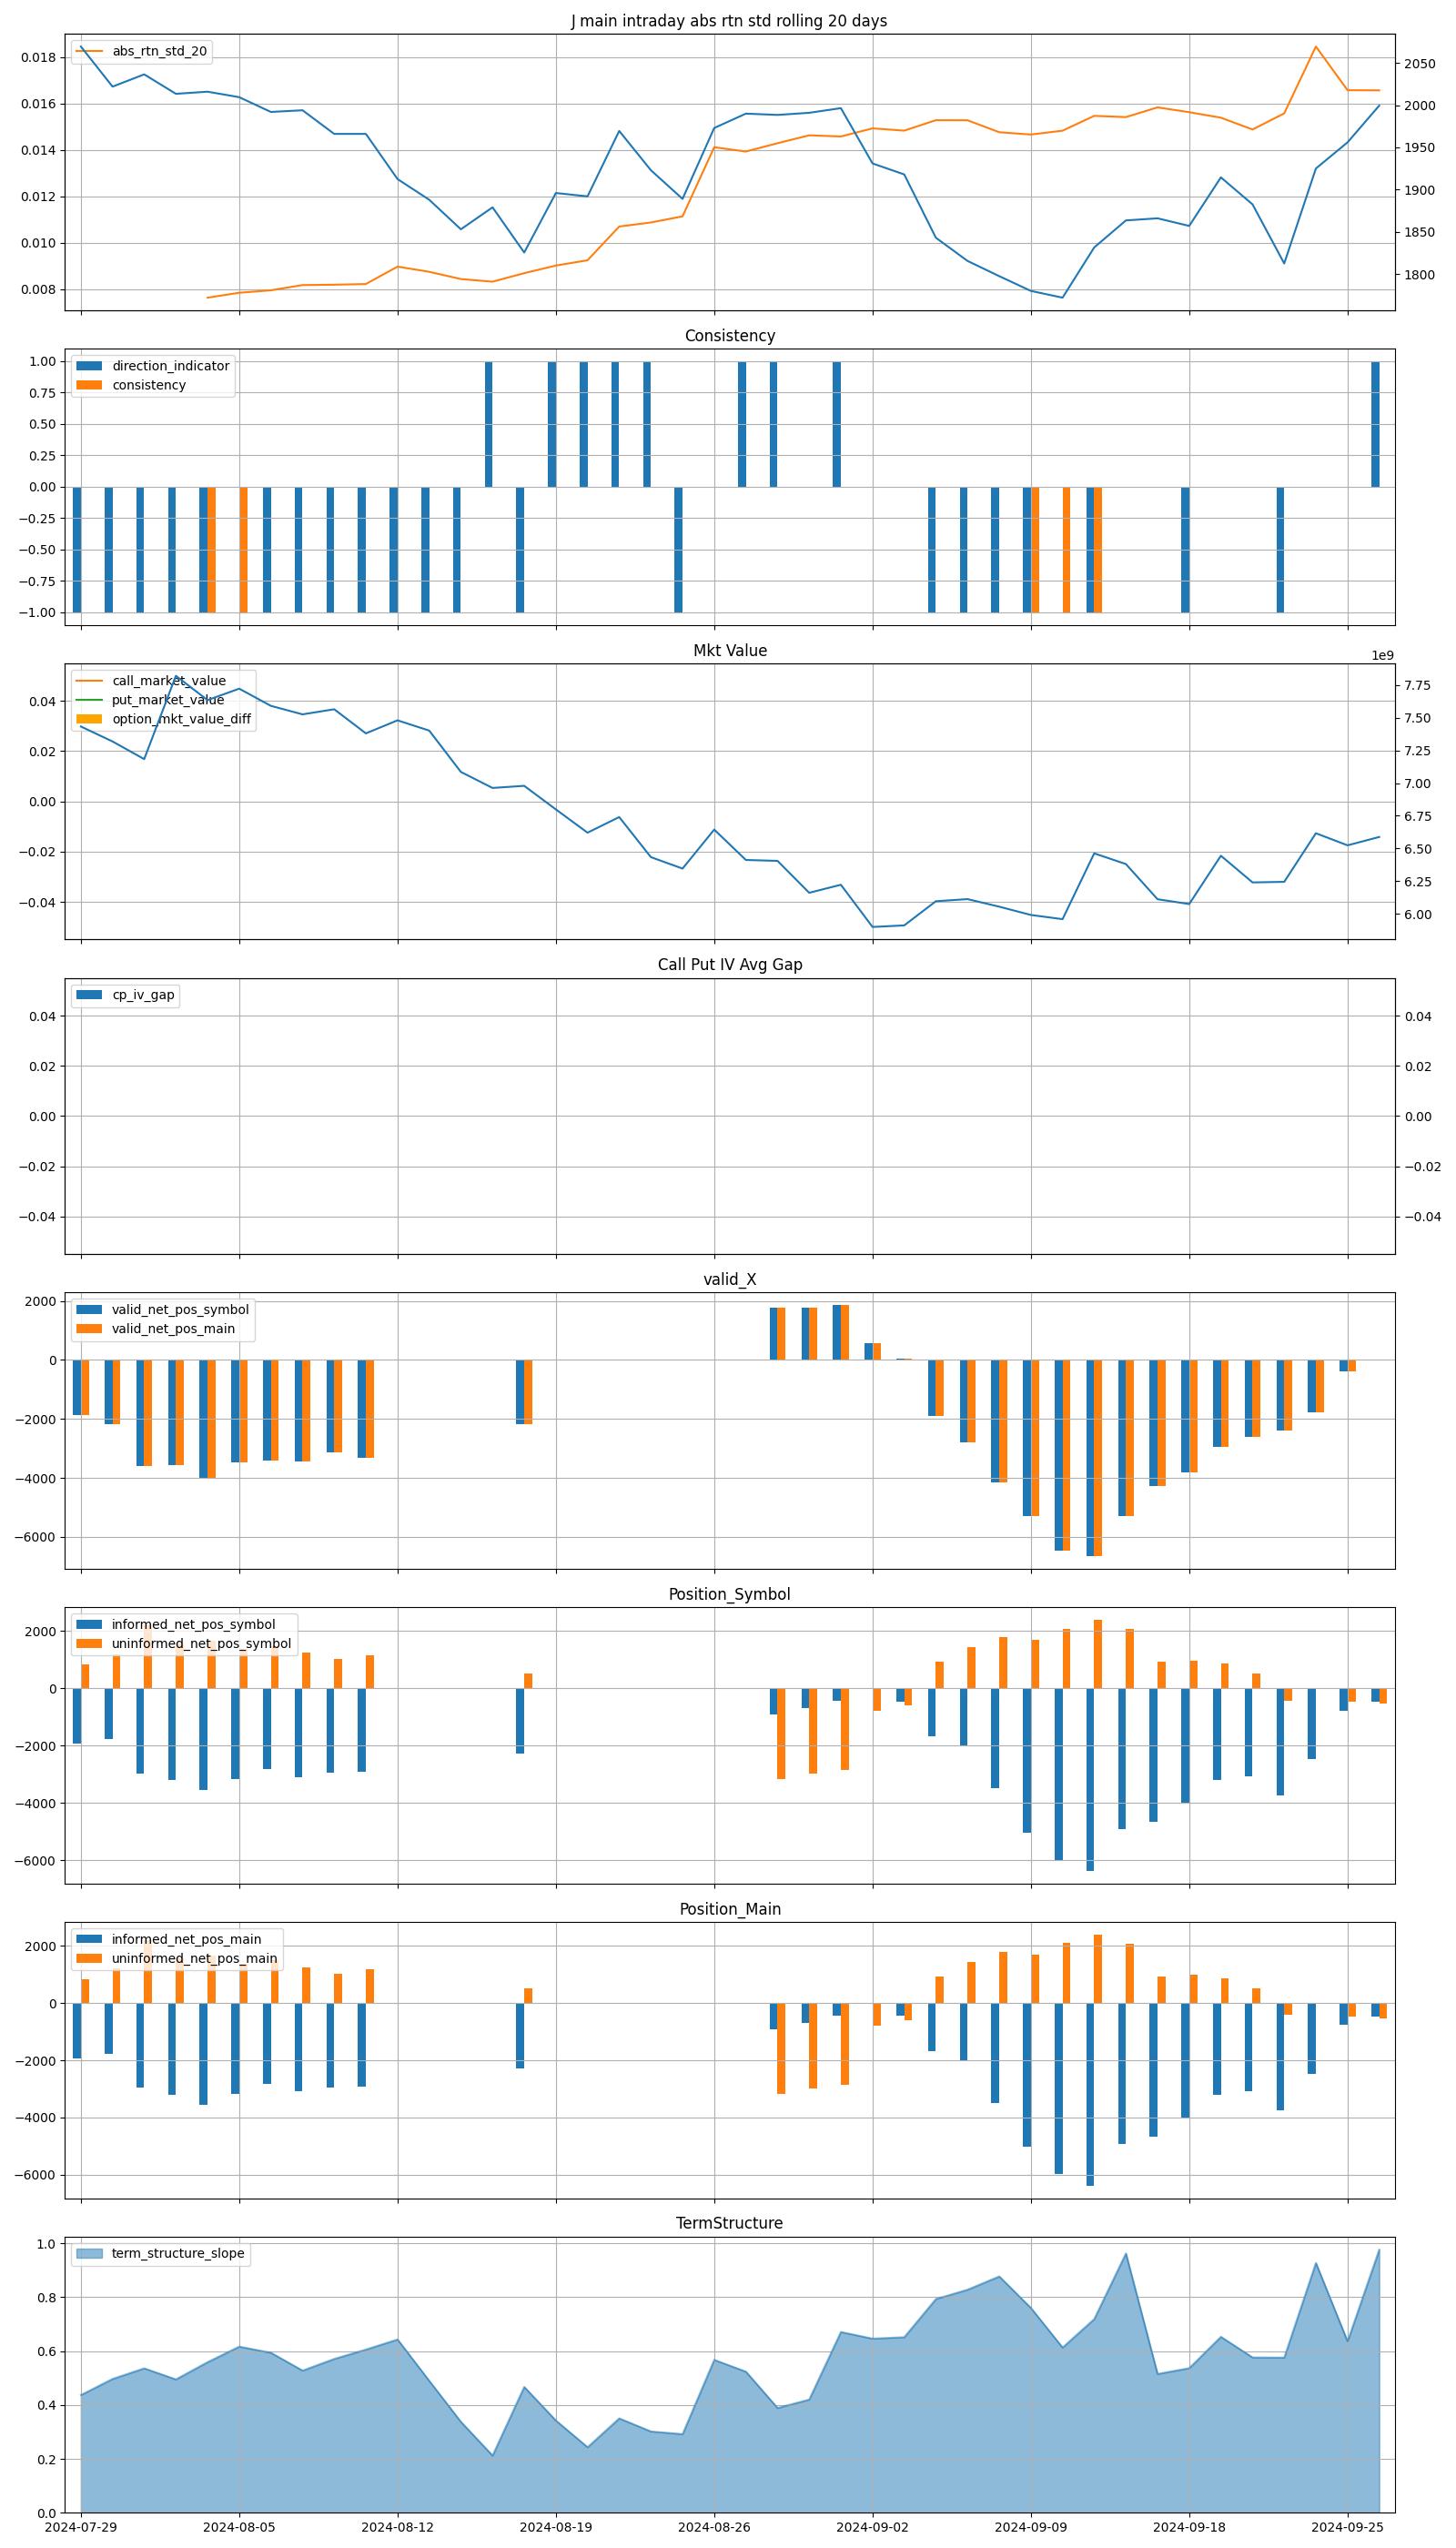 J main intraday abs rtn std rolling 20 days
abs_rtn_std_20
0.018
0.016
0.014
0.012
0.010
0.008
2050
2000
1950
1900
1850
1800
Consistency
direction_indicator
consistency
1.00
0.75
0.50
0.25
0.00
−0.25
−0.50
−0.75
−1.00
Mkt Value
1e9
call_market_value
put_market_value
option_mkt_value_diff
0.04
0.02
0.00
−0.02
−0.04
7.75
7.50
7.25
7.00
6.75
6.50
6.25
6.00
Call Put IV Avg Gap
cp_iv_gap
0.04
0.02
0.00
−0.02
−0.04
0.04
0.02
0.00
−0.02
−0.04
valid_X
valid_net_pos_symbol
valid_net_pos_main
2000
0
−2000
−4000
−6000
Position_Symbol
informed_net_pos_symbol
uninformed_net_pos_symbol
2000
0
−2000
−4000
−6000
Position_Main
informed_net_pos_main
uninformed_net_pos_main
2000
0
−2000
−4000
−6000
TermStructure
term_structure_slope
1.0
0.8
0.6
0.4
0.2
0.0
2024-07-29 2024-08-05 2024-08-12 2024-08-19 2024-08-26 2024-09-02 2024-09-09 2024-09-18 2024-09-25